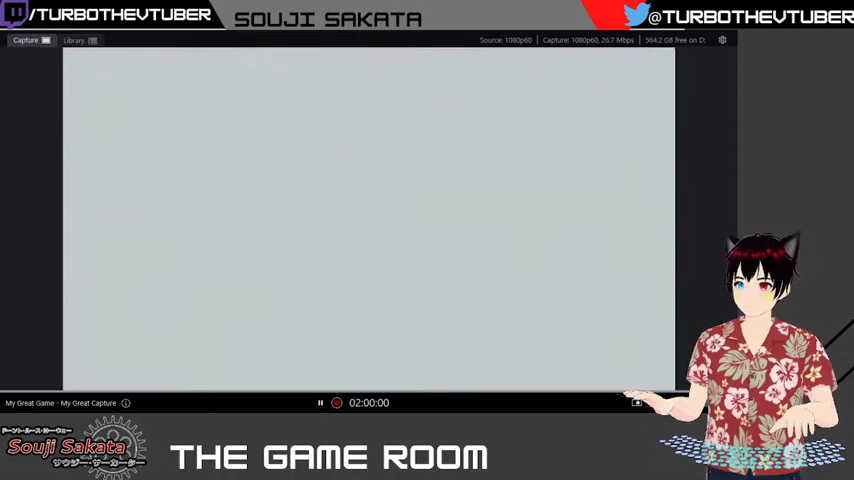 /TURBOTHEVTUBER
SOUJI SAKATA
@TURBOTHEVTUBER
Capture
Library
Source: 1080p60
Capture: 1080p60, 26.7 Mbps
564.2 GB free on D:
My Great Game - My Great Capture
02:00:00
Souji Sakata
THE GAME ROOM